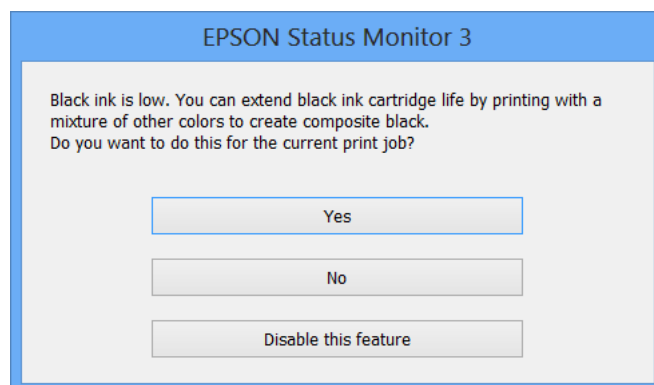 EPSON Status Monitor 3
Black ink is low. You can extend black ink cartridge life by printing with a
mixture of other colors to create composite black.
Do you want to do this for the current print job?
Yes
No
Disable this feature